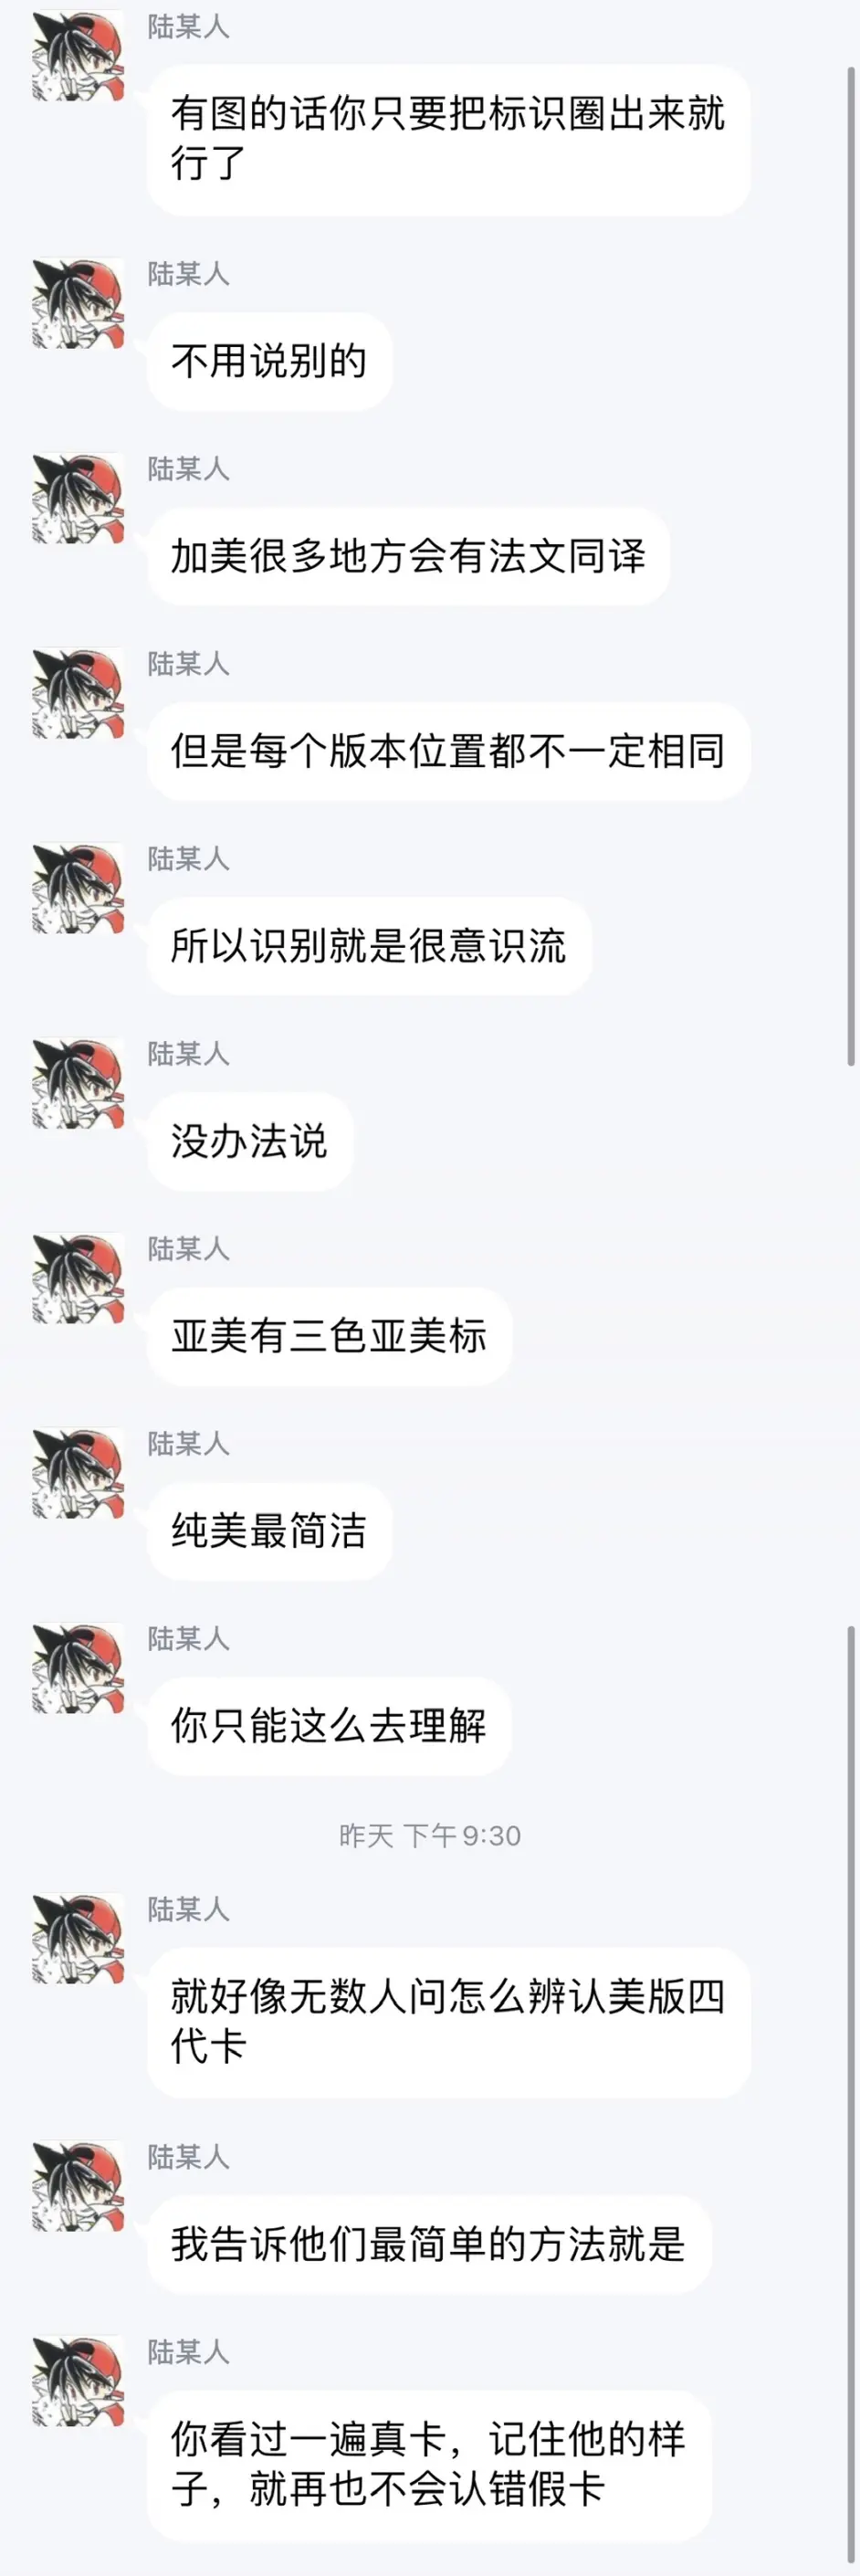 陆某人
有图的话你只要把标识圈出来就
行了
陆某人
不用说别的
陆某人
加美很多地方会有法文同译
陆某人
但是每个版本位置都不一定相同
陆某人
所以识别就是很意识流
陆某人
没办法说
陆某人
亚美有三色亚美标
陆某人
纯美最简洁
陆某人
你只能这么去理解
昨天 下午9:30
陆某人
就好像无数人问怎么辨认美版四
代卡
陆某人
我告诉他们最简单的方法就是
陆某人
你看过一遍真卡，记住他的样
子，就再也不会认错假卡